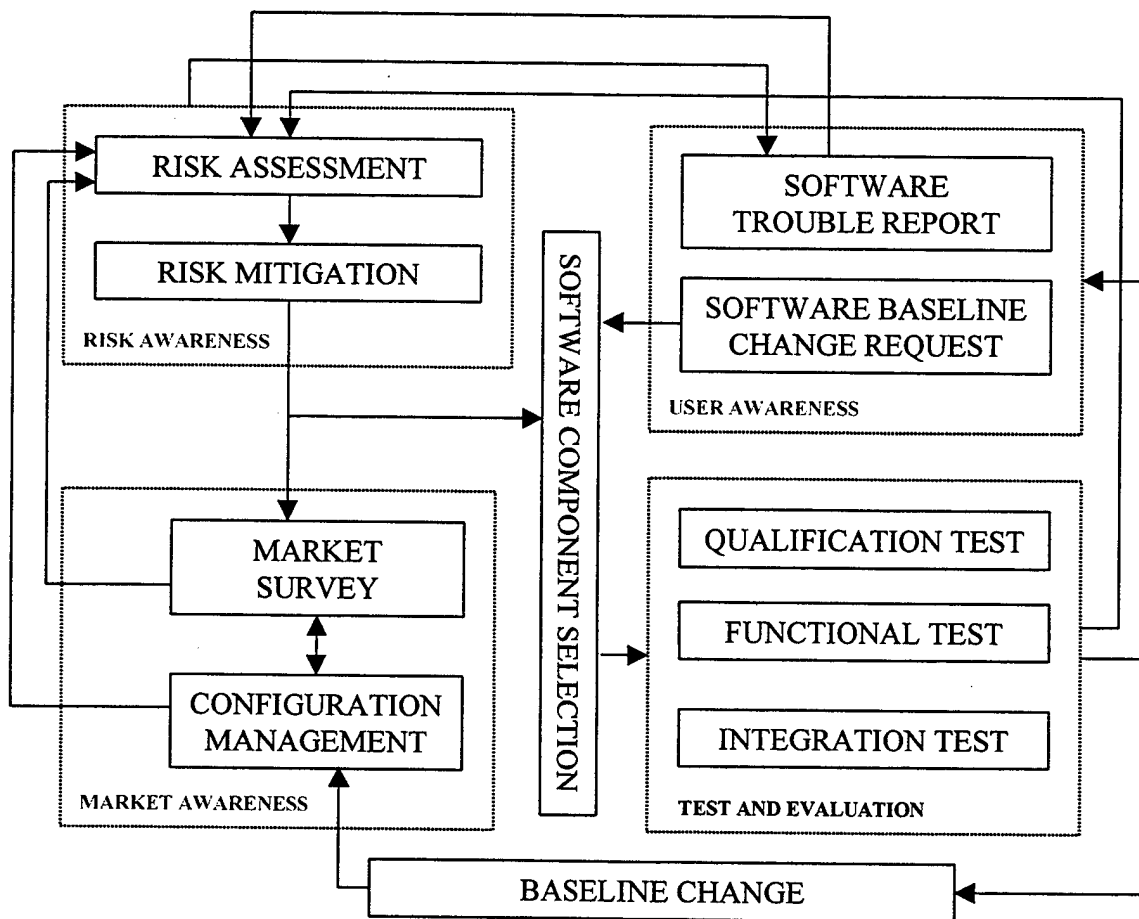 RISK ASSESSMENT
RISK MITIGATION
RISK AWARENESS
SOFTWARE
TROUBLE REPORT
SOFTWARE BASELINE
CHANGE REQUEST
USER AWARENESS
SOFTWARE COMPONENT SELECTION
MARKET
SURVEY
CONFIGURATION
MANAGEMENT
MARKET AWARENESS
QUALIFICATION TEST
FUNCTIONAL TEST
INTEGRATION TEST
TEST AND EVALUATION
BASELINE CHANGE